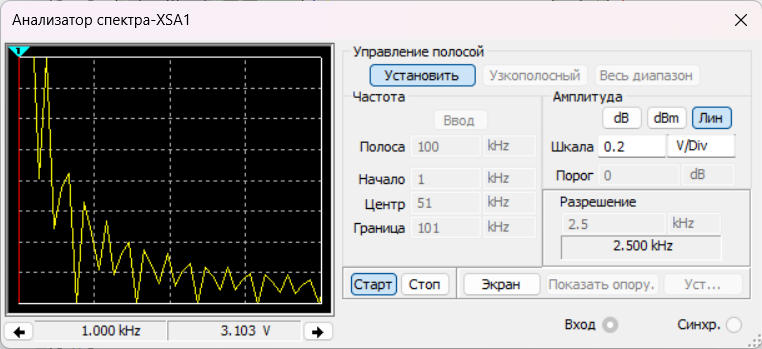 Анализатор спектра-XSA1
1
1.000 kHz
3.103 V
Управление полосой
Установить
Узкополосный
Весь диапазон
Частота
Ввод
Полоса 100 kHz
Начало 1 kHz
Центр 51 kHz
Граница 101 kHz
Амплитуда
dB dBm Лин
Шкала 0.2 V/Div
Порог 0 dB
Разрешение
2.5 kHz
2.500 kHz
Старт Стоп Экран Показать опору. Уст...
Вход Синхр.